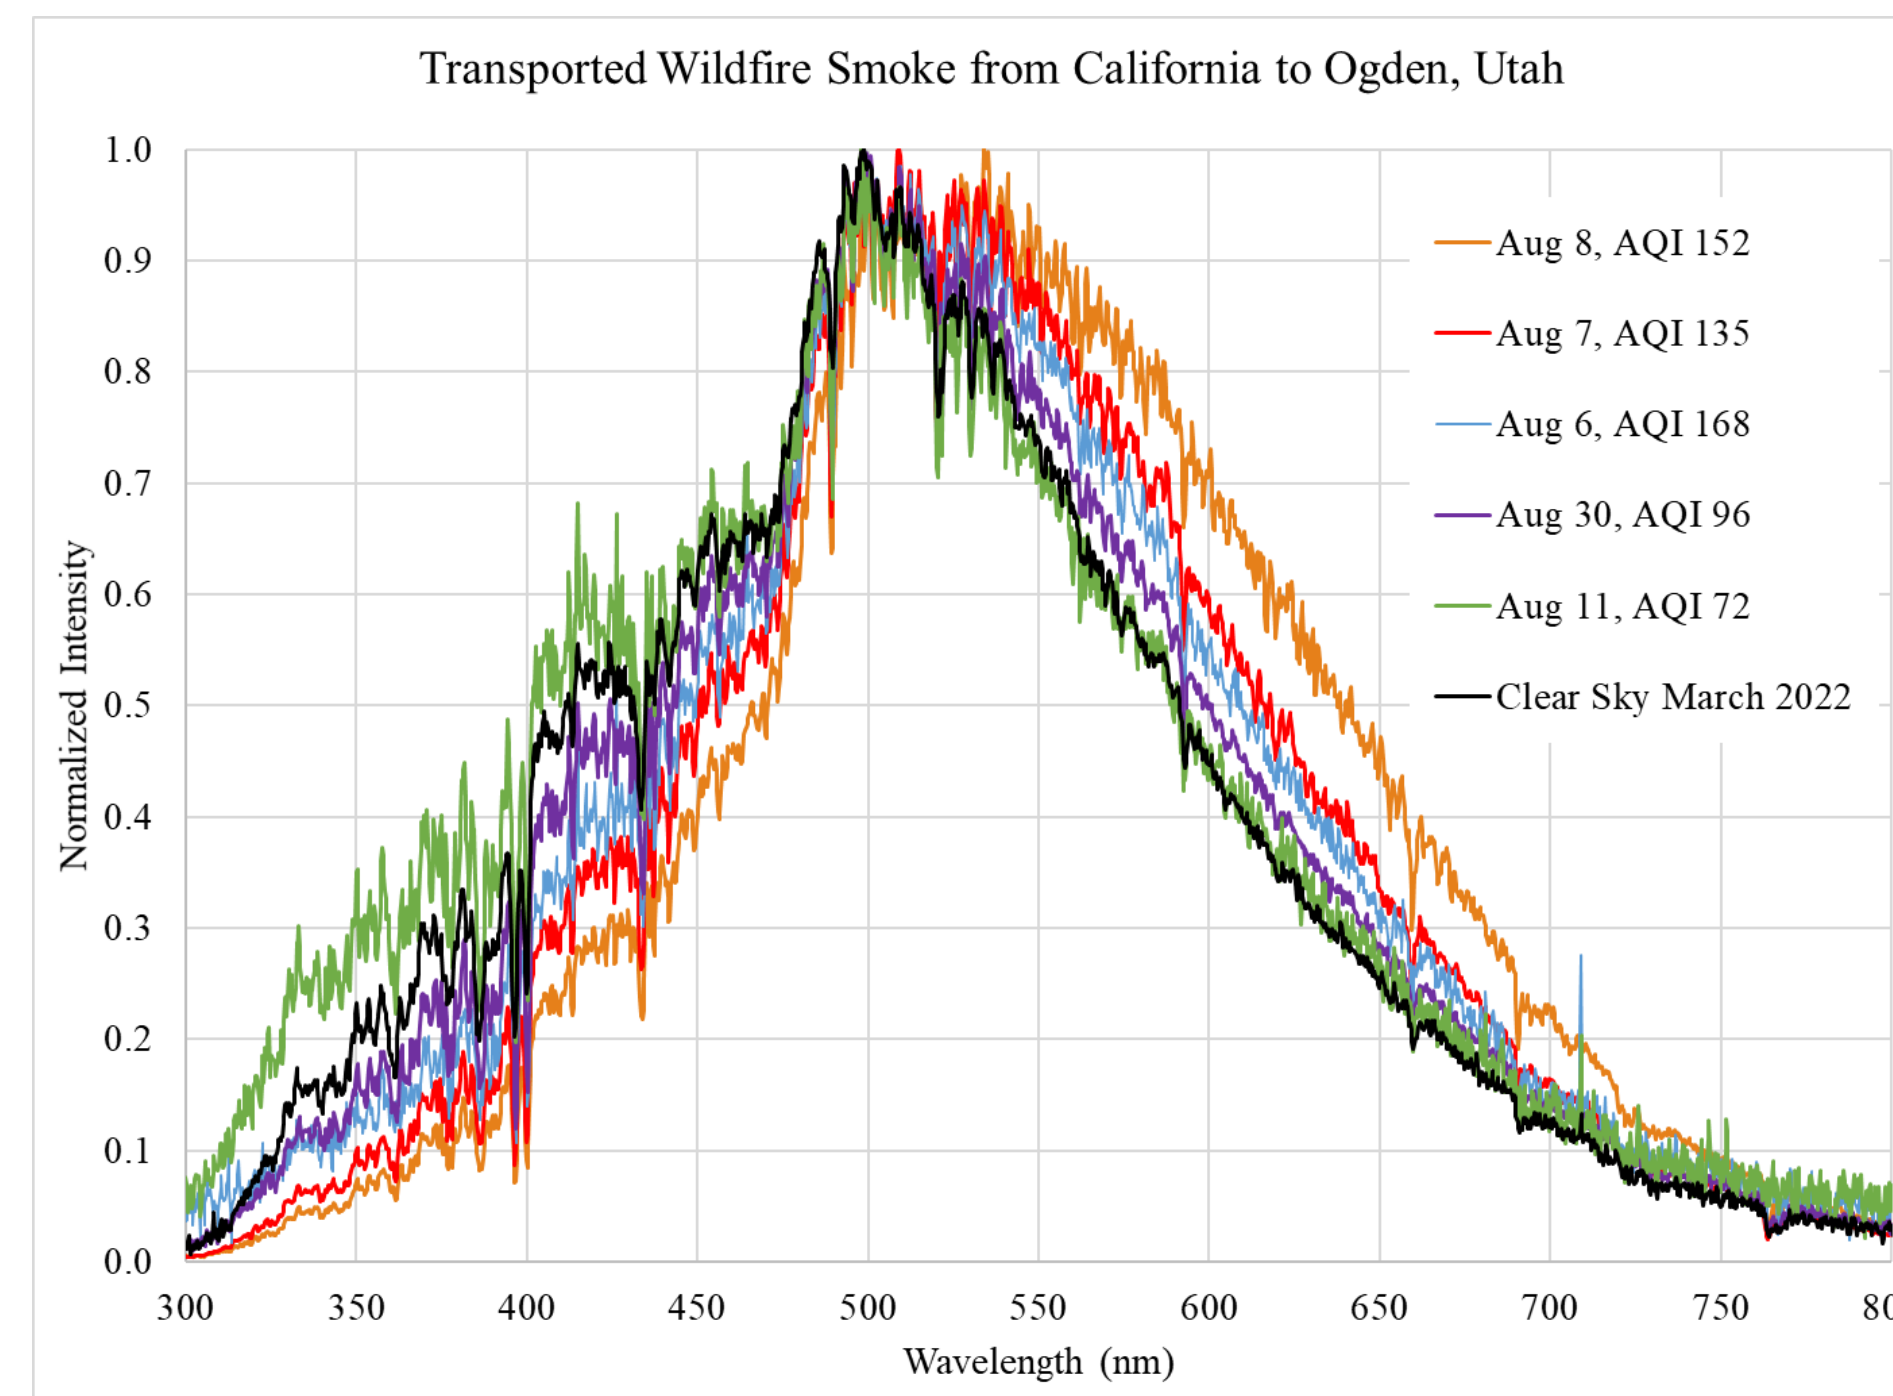 Transported Wildfire Smoke from California to Ogden, Utah
1.0
0.9
0.8
0.7
0.6
0.5
0.4
0.3
0.2
0.1
0.0
Normalized Intensity
Aug 8, AQI 152
Aug 7, AQI 135
Aug 6, AQI 168
Aug 30, AQI 96
Aug 11, AQI 72
Clear Sky March 2022
300 350 400 450 500 550 600 650 700 750 80
Wavelength (nm)